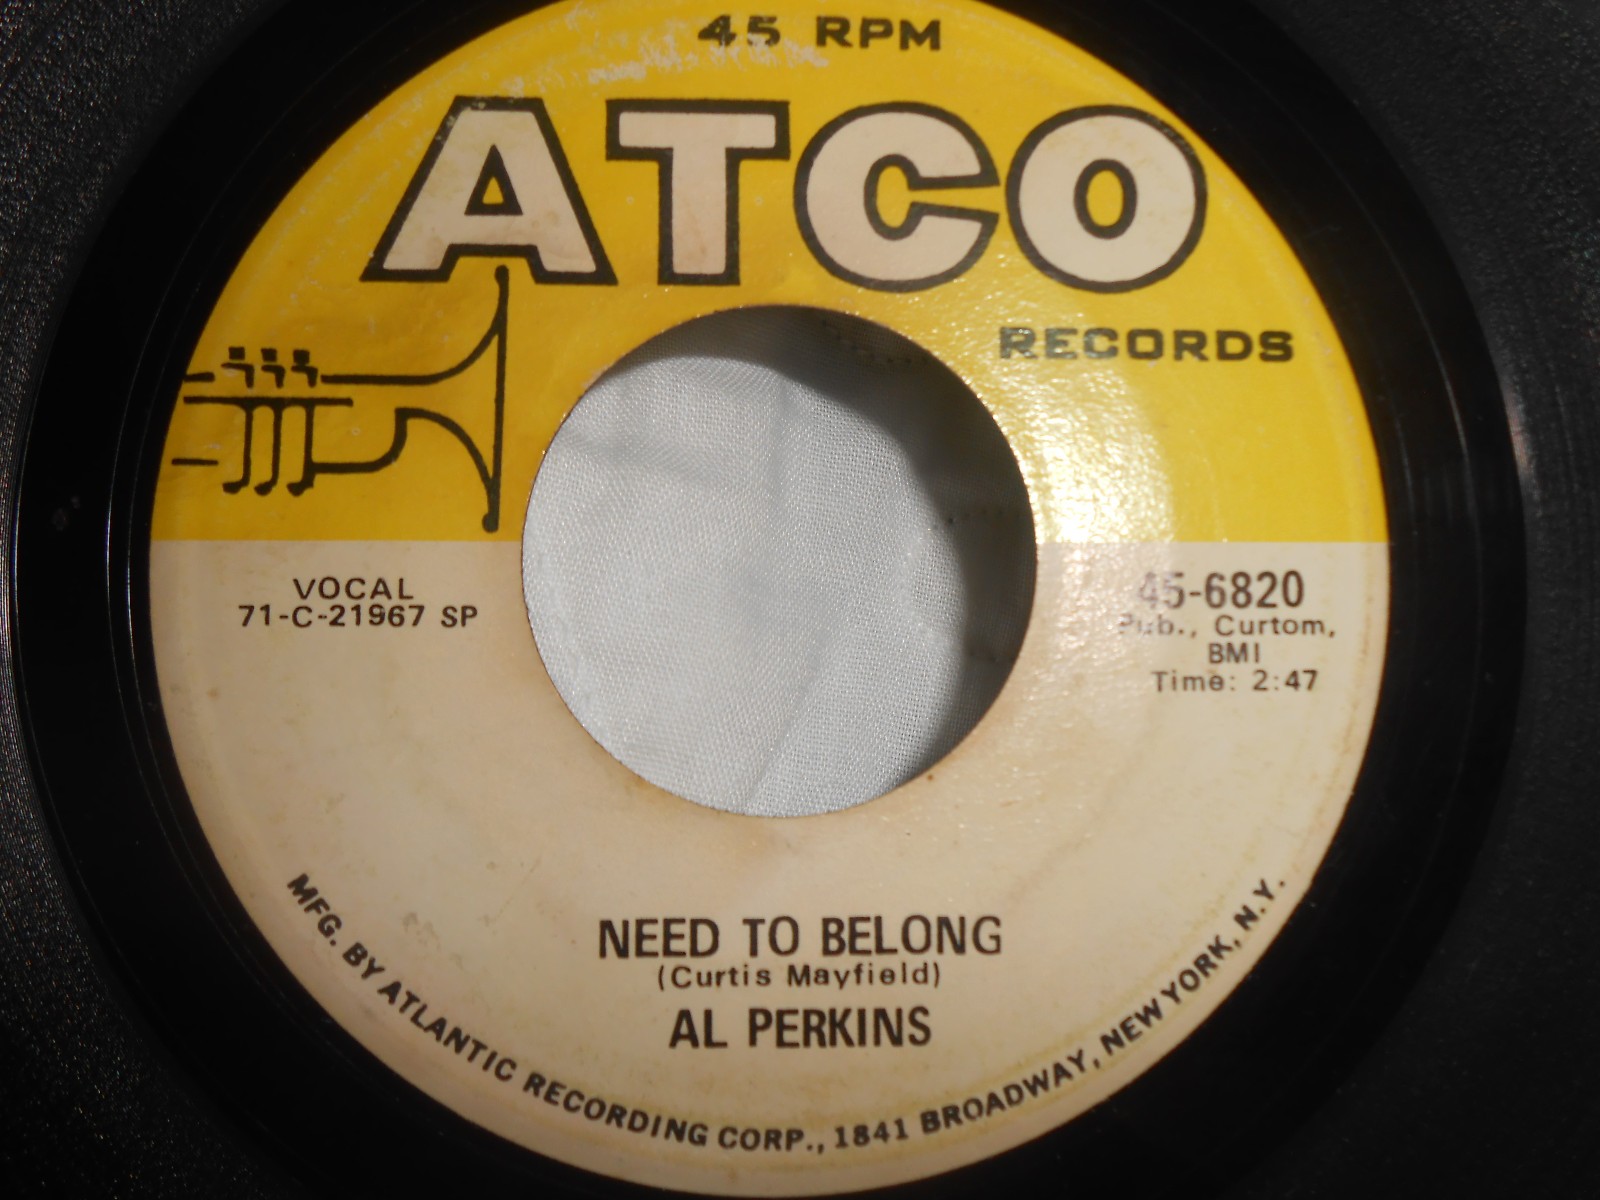 45 RPM
ATCO
RECORDS
VOCAL
71-C-21967 SP
45-6820
Pub., Curtom,
BMI
Time: 2:47
NEED TO BELONG
(Curtis Mayfield)
AL PERKINS
MFG. BY ATLANTIC RECORDING CORP., 1841 BROADWAY, NEW YORK, N.Y.